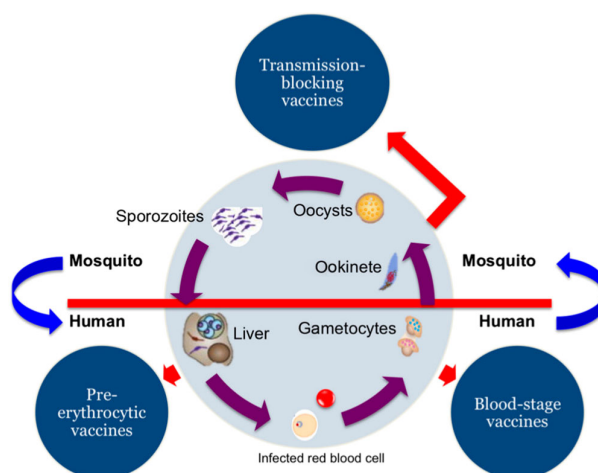 Transmission-
blocking
vaccines
Oocysts
Sporozoites
Ookinete
Mosquito
Mosquito
Human
Human
Liver
Gametocytes
Pre-
erythrocytic
vaccines
Blood-stage
vaccines
Infected red blood cell